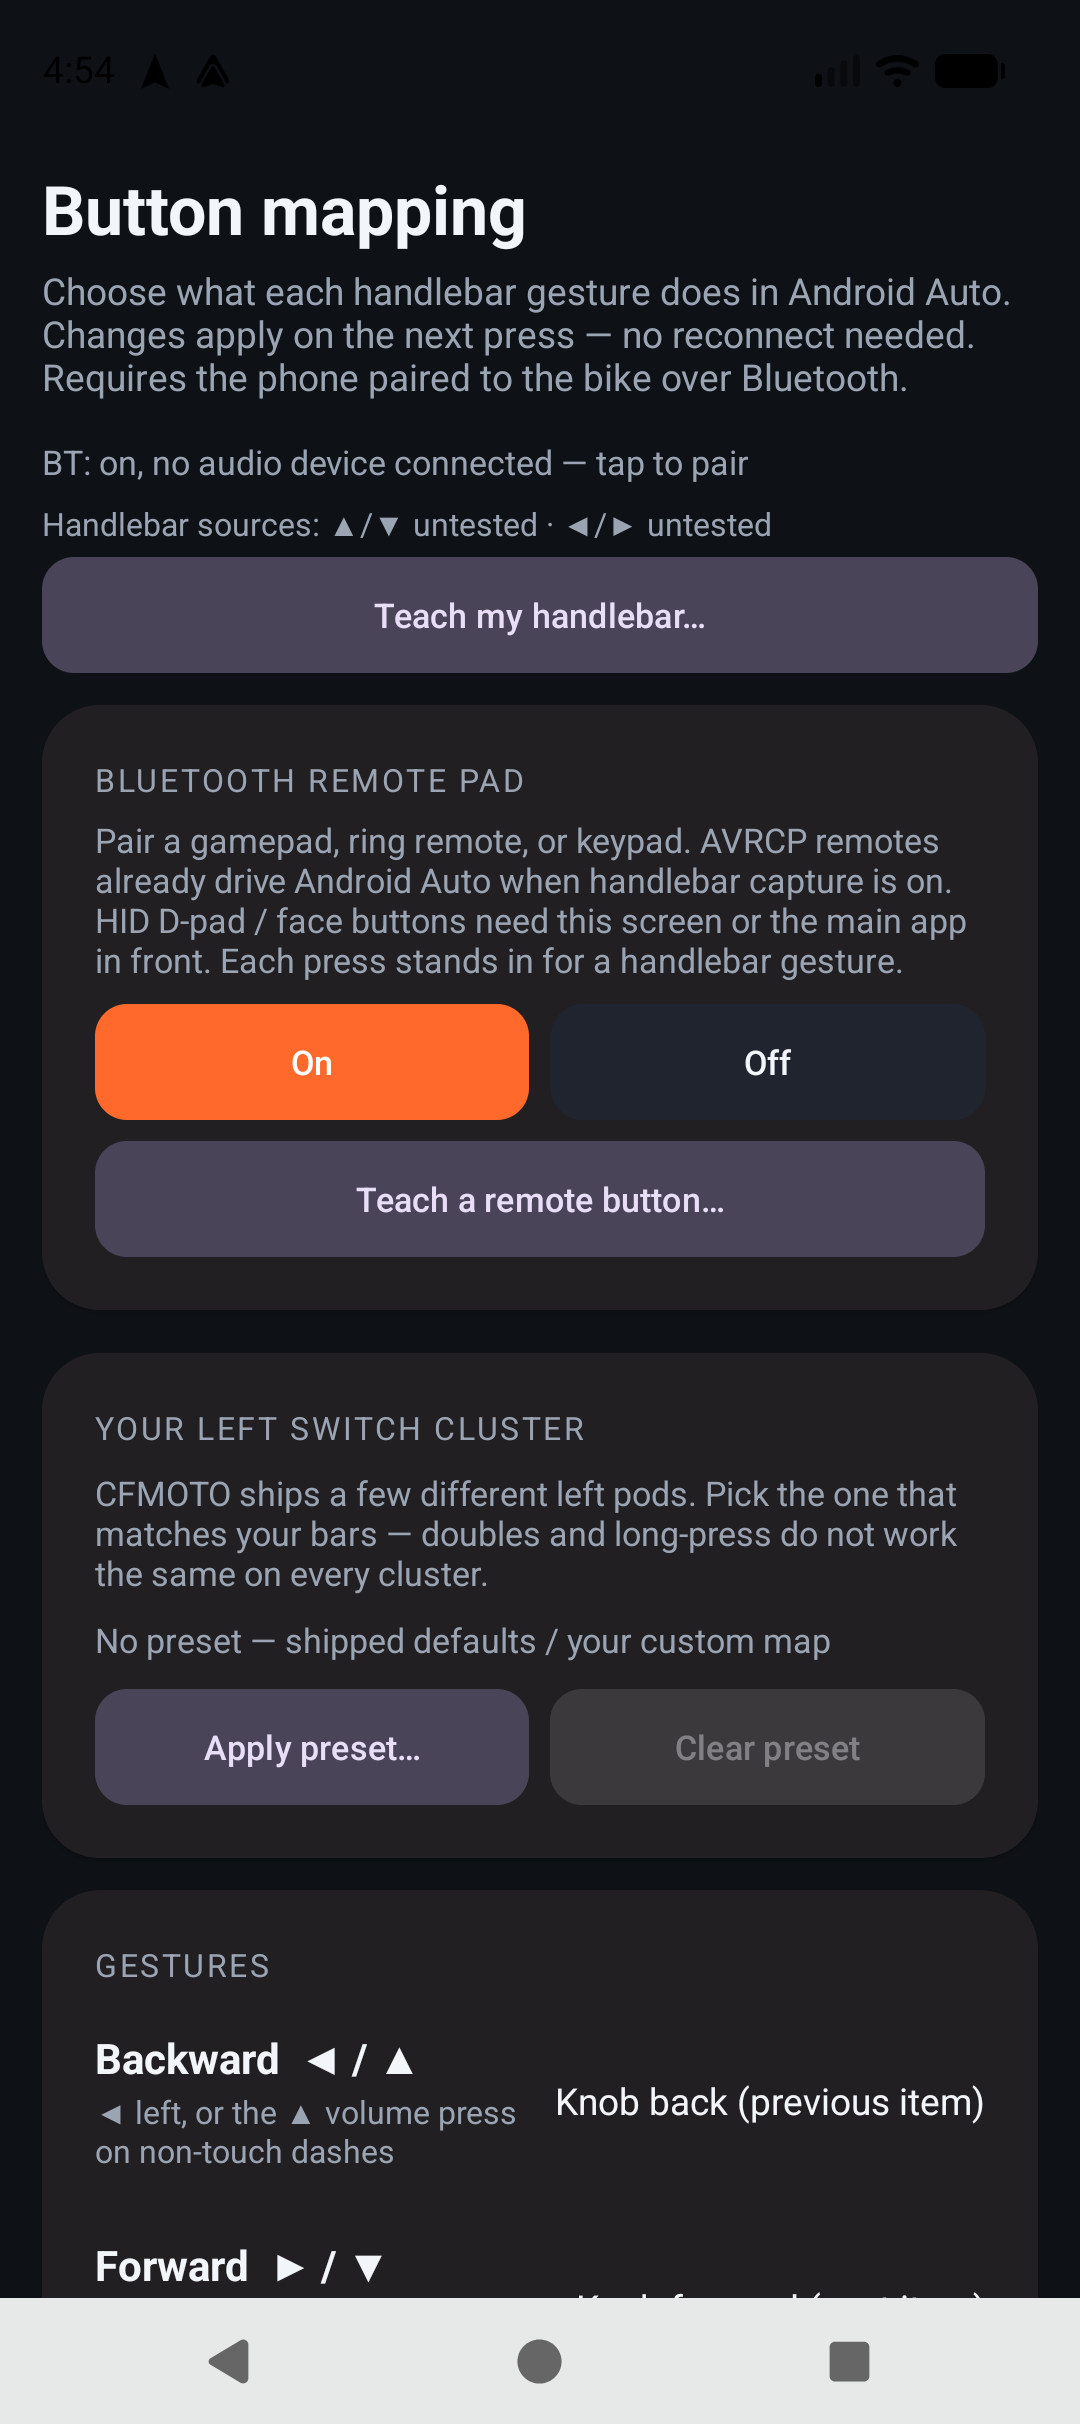 4:54
Button mapping
Choose what each handlebar gesture does in Android Auto.
Changes apply on the next press — no reconnect needed.
Requires the phone paired to the bike over Bluetooth.
BT: on, no audio device connected — tap to pair
Handlebar sources: ▲/▼ untested · ◄/► untested
Teach my handlebar…
BLUETOOTH REMOTE PAD
Pair a gamepad, ring remote, or keypad. AVRCP remotes
already drive Android Auto when handlebar capture is on.
HID D-pad / face buttons need this screen or the main app
in front. Each press stands in for a handlebar gesture.
On
Off
Teach a remote button…
YOUR LEFT SWITCH CLUSTER
CFMOTO ships a few different left pods. Pick the one that
matches your bars — doubles and long-press do not work
the same on every cluster.
No preset — shipped defaults / your custom map
Apply preset…
Clear preset
GESTURES
Backward ◄ / ▲
◄ left, or the ▲ volume press
on non-touch dashes
Knob back (previous item)
Forward ► / ▼